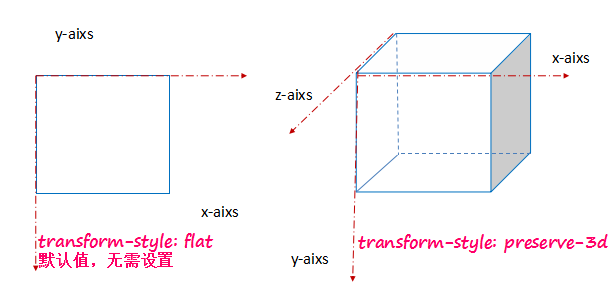 y-aixs
x-aixs
z-aixs
x-aixs
transform-style: flat
默认值，无需设置
transform-style: preserve-3d
y-aixs